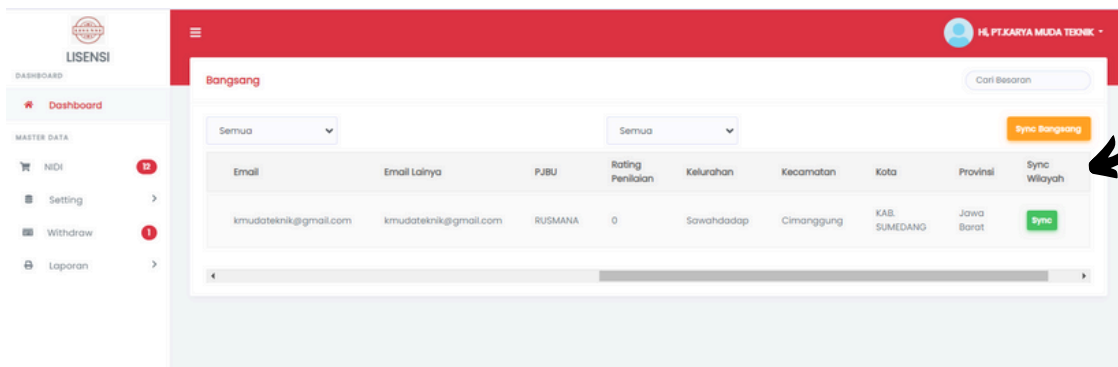 LISENSI
DASHBOARD
Dashboard
MASTER DATA
NIDI 12
Setting
Withdraw 1
Laporan
Hi, PT.KARYA MUDA TEKNIK
Bangsang
Cari Besaran
Semua Semua Sync Bangsang
Email Email Lainya PJBU Rating Penilaian Kelurahan Kecamatan Kota Provinsi Sync Wilayah
kmudateknik@gmail.com kmudateknik@gmail.com RUSMANA 0 Sawahdadap Cimanggung KAB. SUMEDANG Jawa Barat Sync